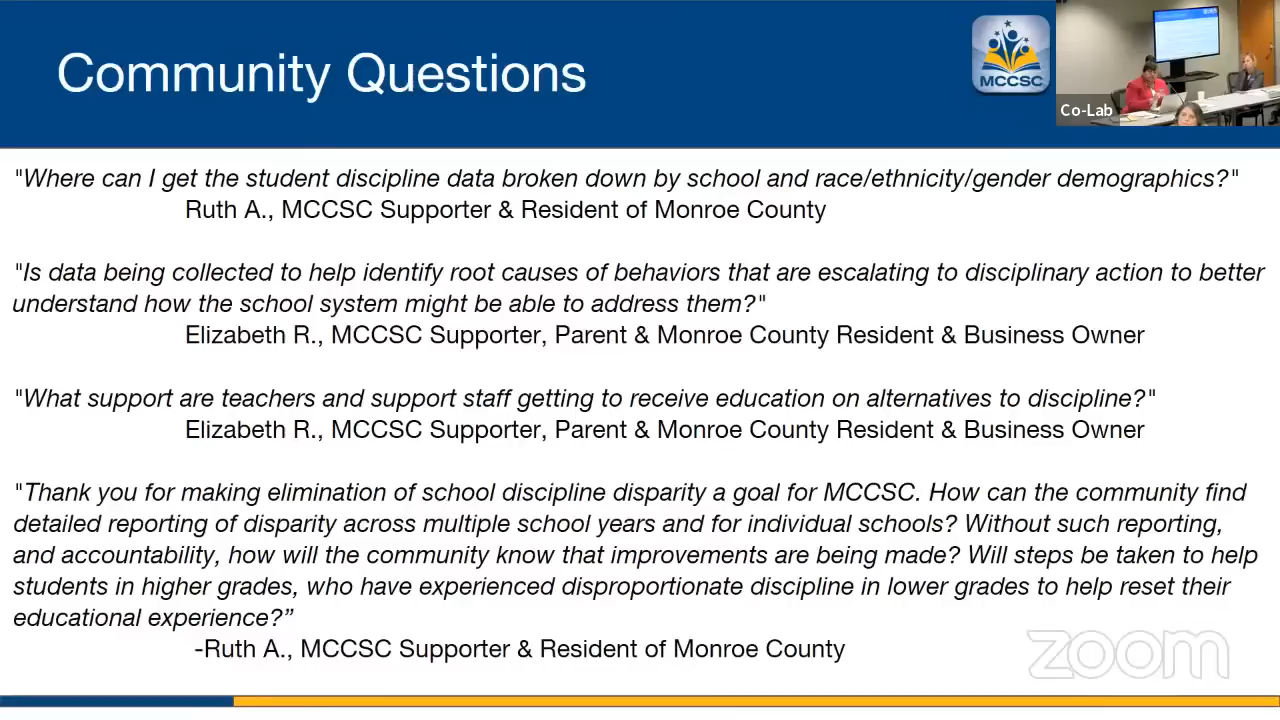 Community Questions
MCCSC
Co-Lab
"Where can I get the student discipline data broken down by school and race/ethnicity/gender demographics?"
Ruth A., MCCSC Supporter & Resident of Monroe County
"Is data being collected to help identify root causes of behaviors that are escalating to disciplinary action to better
understand how the school system might be able to address them?"
Elizabeth R., MCCSC Supporter, Parent & Monroe County Resident & Business Owner
"What support are teachers and support staff getting to receive education on alternatives to discipline?"
Elizabeth R., MCCSC Supporter, Parent & Monroe County Resident & Business Owner
"Thank you for making elimination of school discipline disparity a goal for MCCSC. How can the community find
detailed reporting of disparity across multiple school years and for individual schools? Without such reporting,
and accountability, how will the community know that improvements are being made? Will steps be taken to help
students in higher grades, who have experienced disproportionate discipline in lower grades to help reset their
educational experience?”
-Ruth A., MCCSC Supporter & Resident of Monroe County
zoom